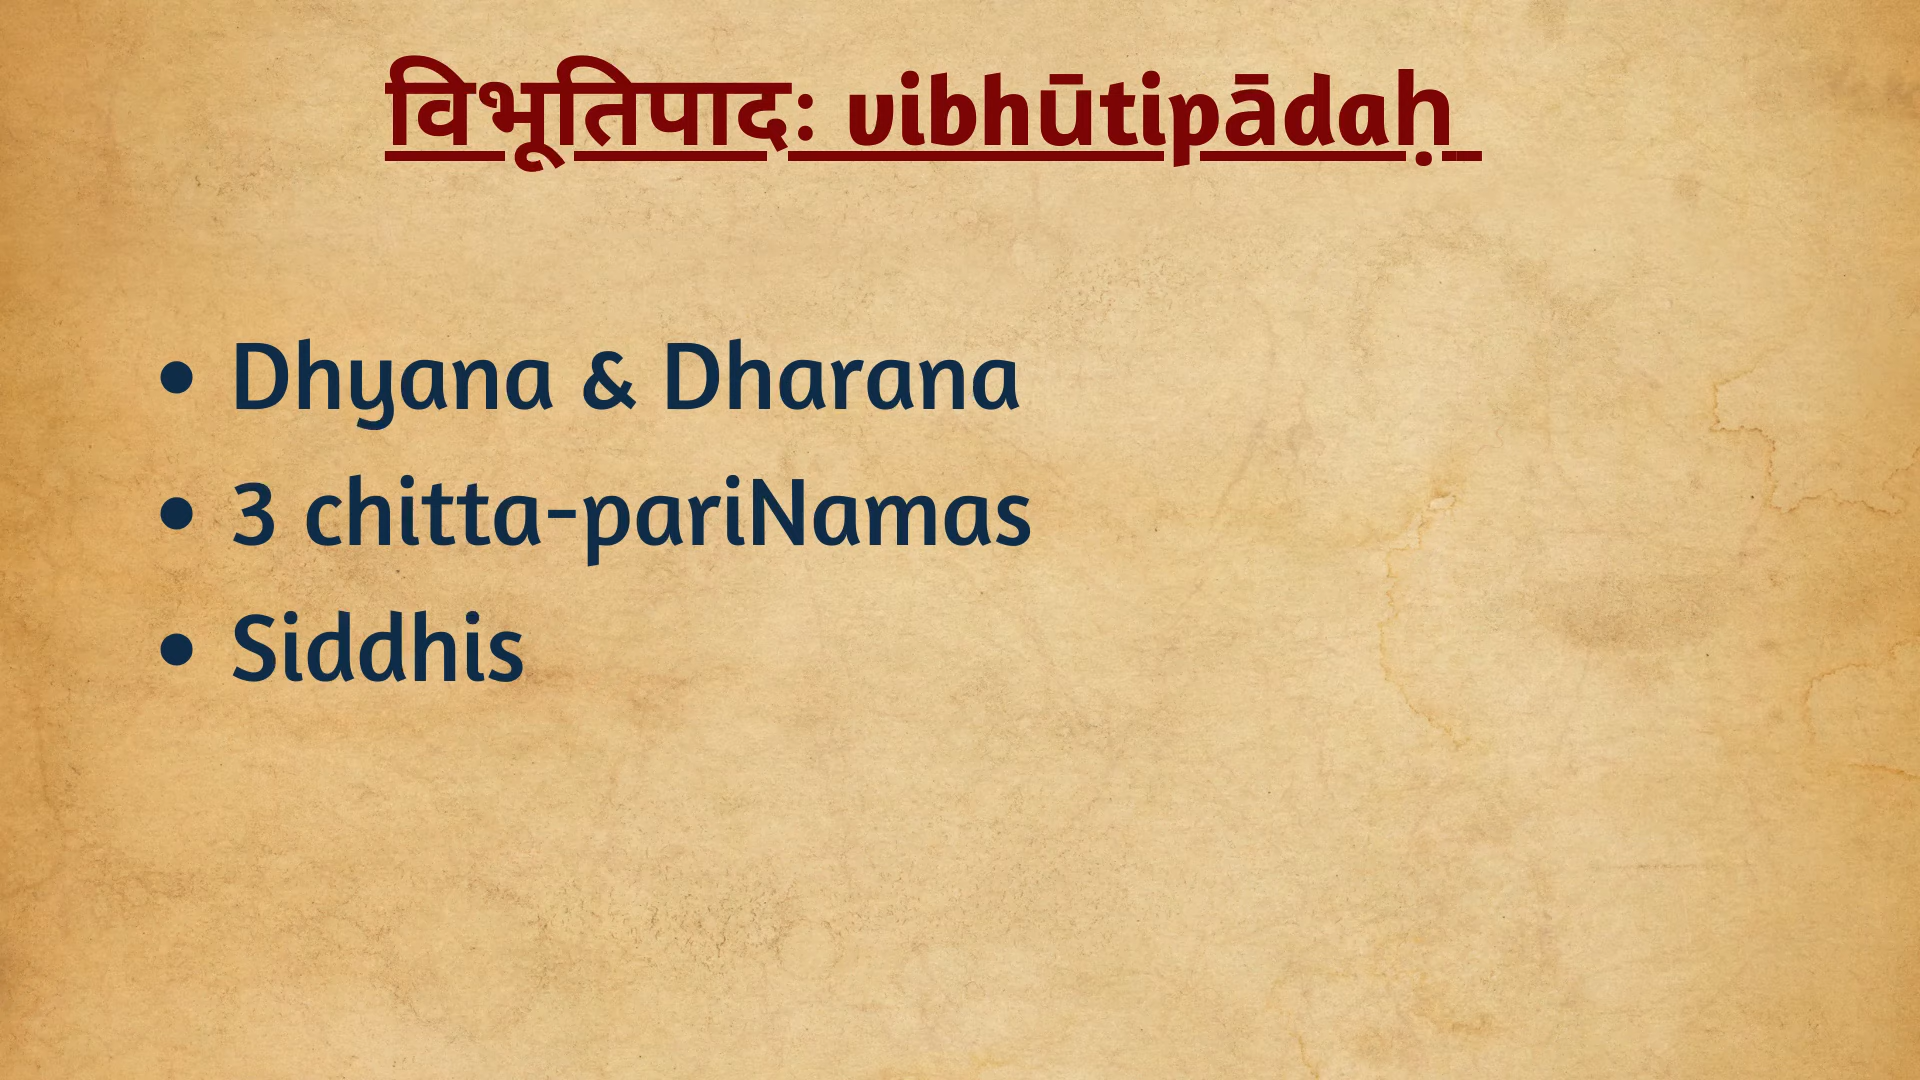 विभूतिपादः vibhūtipādaḥ
• Dhyana & Dharana
• 3 chitta-pariNamas
• Siddhis